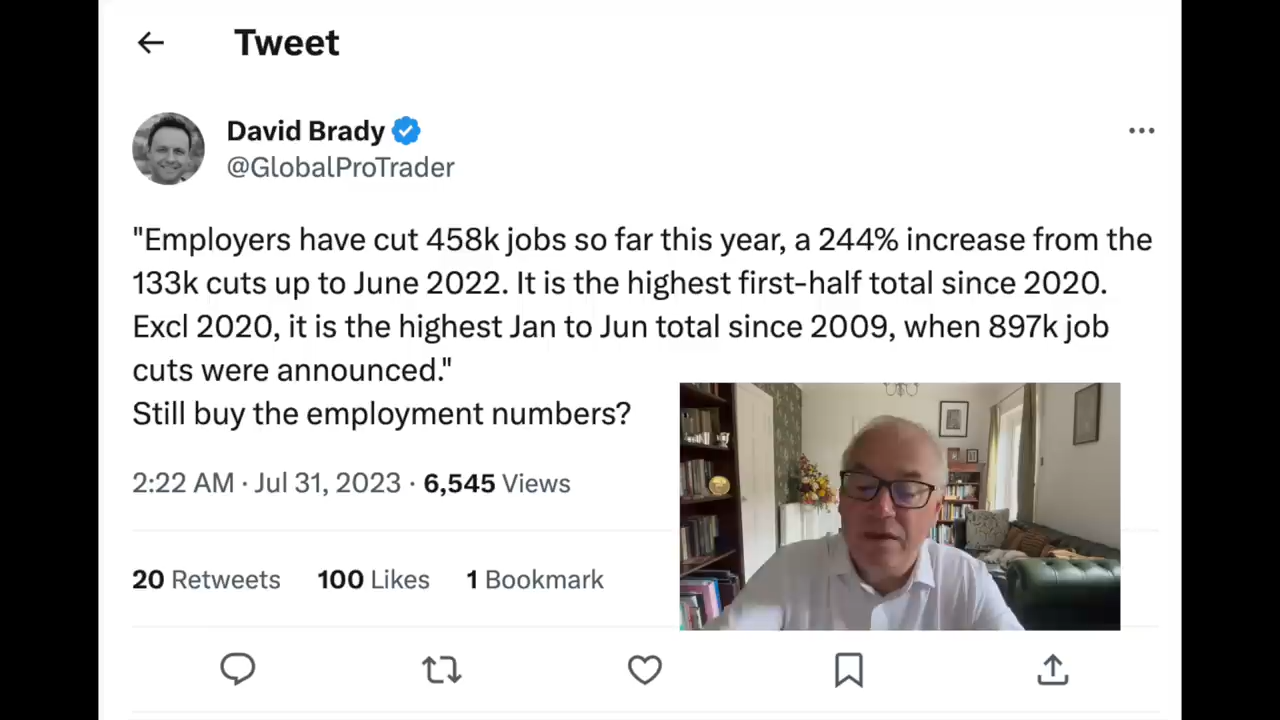 Tweet
David Brady
@GlobalProTrader
"Employers have cut 458k jobs so far this year, a 244% increase from the
133k cuts up to June 2022. It is the highest first-half total since 2020.
Excl 2020, it is the highest Jan to Jun total since 2009, when 897k job
cuts were announced."
Still buy the employment numbers?
2:22 AM · Jul 31, 2023 · 6,545 Views
20 Retweets 100 Likes 1 Bookmark